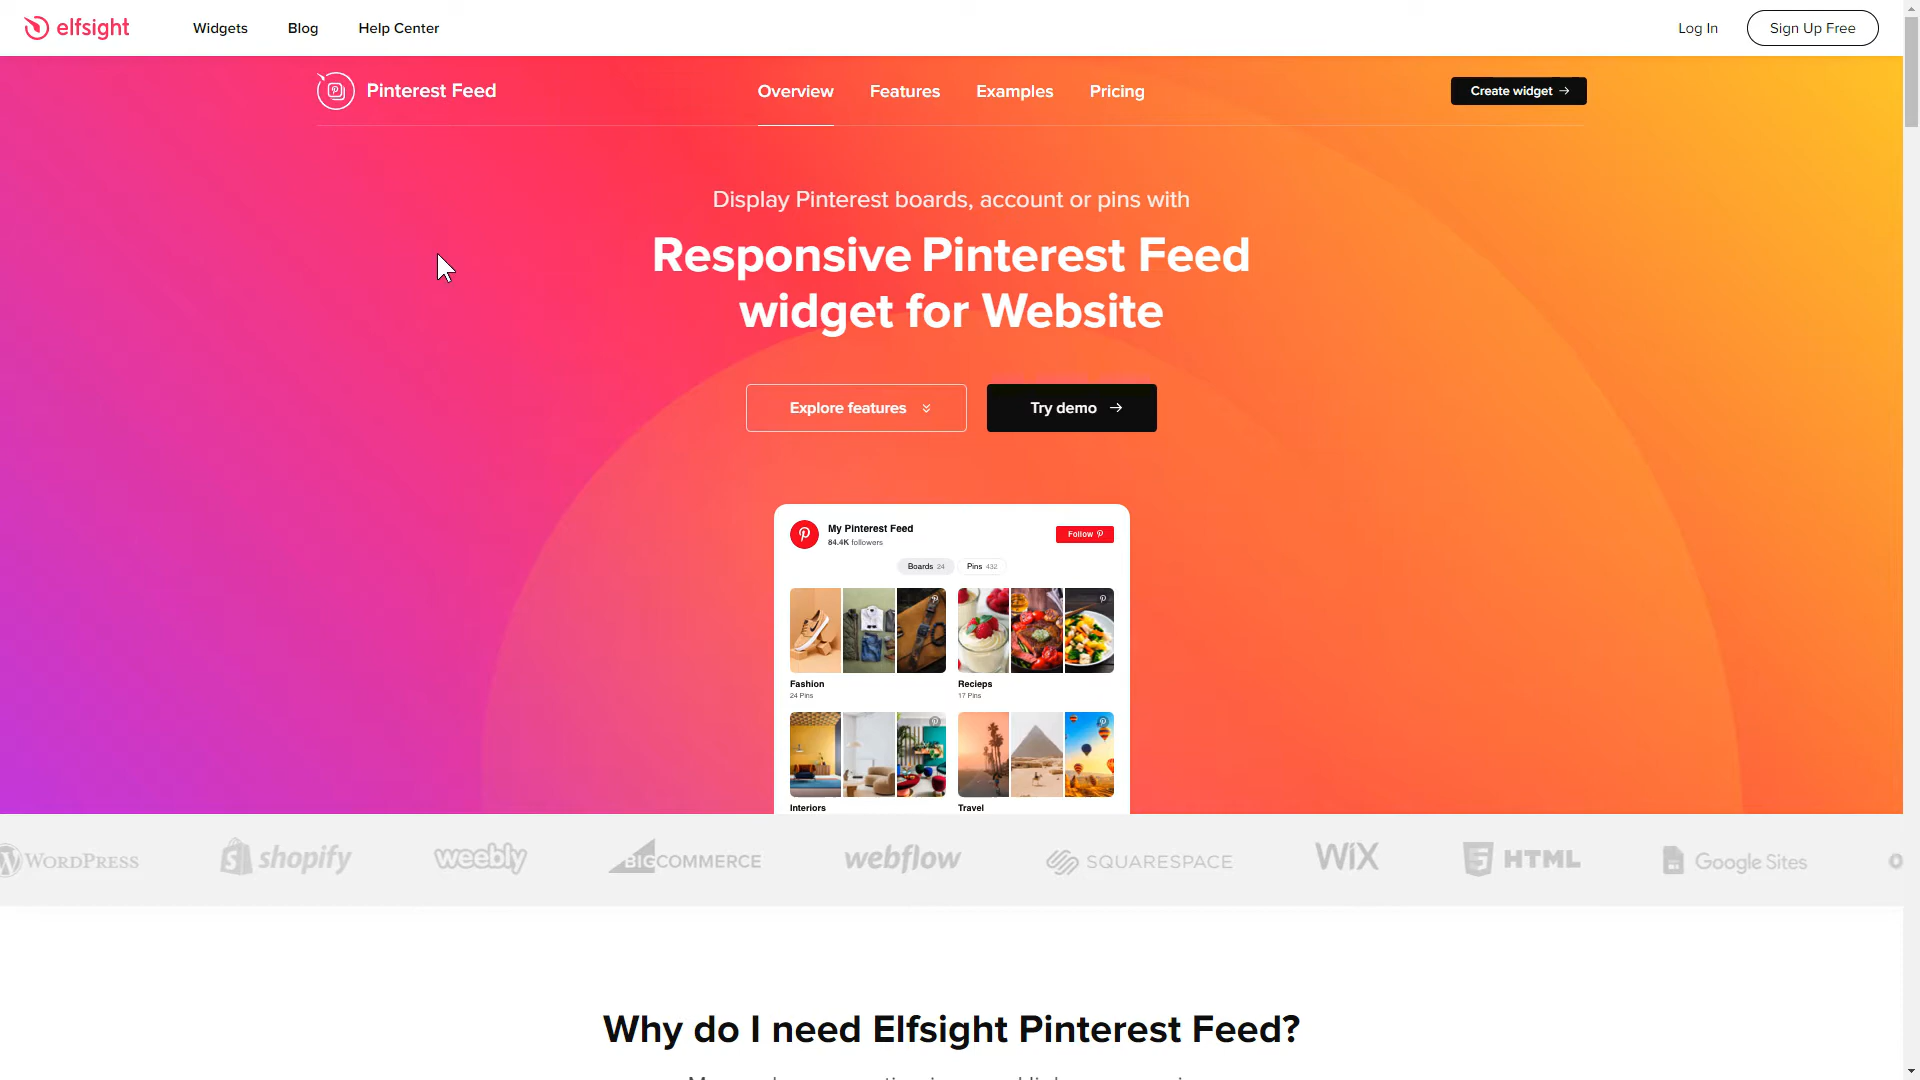 elfsight
Widgets
Blog
Help Center
Log In
Sign Up Free
Pinterest Feed
Overview
Features
Examples
Pricing
Create widget →
Display Pinterest boards, account or pins with
Responsive Pinterest Feed
widget for Website
Explore features
Try demo →
My Pinterest Feed
84.4K followers
Follow
Boards 24
Pins 432
Fashion
24 Pins
Recieps
17 Pins
Interiors
Travel
WORDPRESS
shopify
weebly
BIGCOMMERCE
webflow
SQUARESPACE
WiX
HTML
Google Sites
Why do I need Elfsight Pinterest Feed?